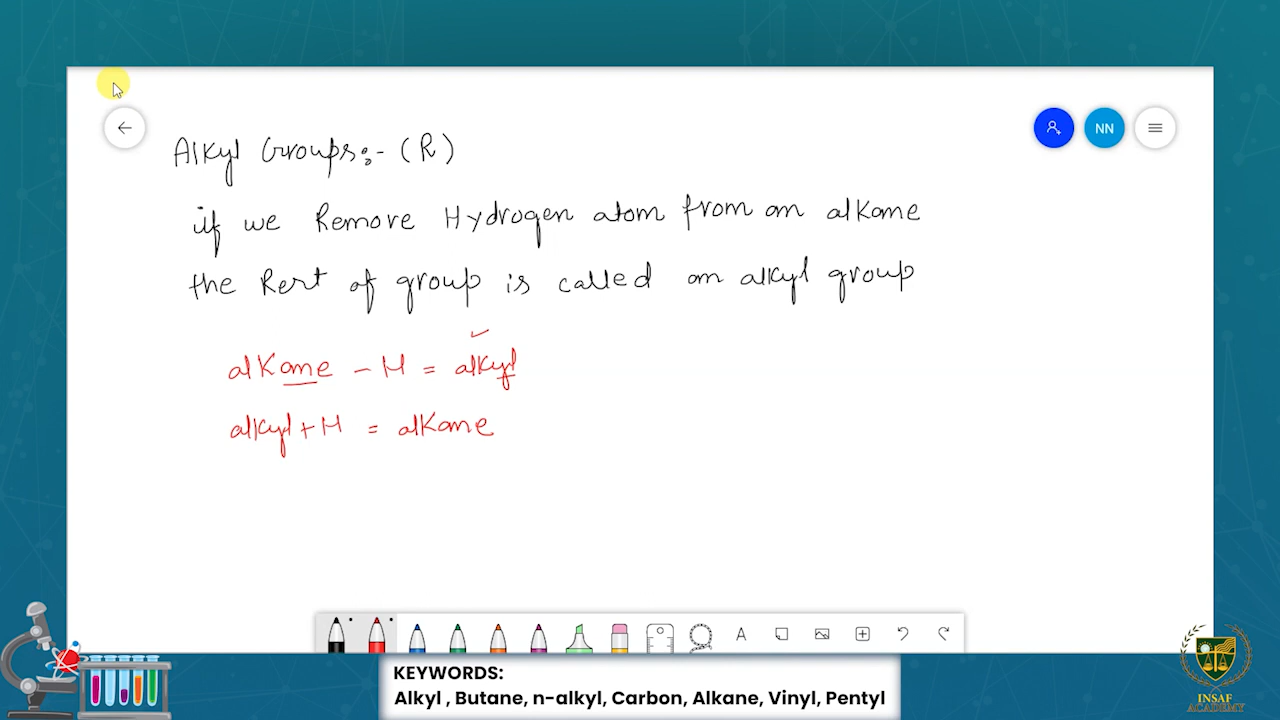 Alkyl Groups:- (R)
NN
if we Remove Hydrogen atom from an alkane
the Rest of group is called an alkyl group
alkane - H = alkyl
alkyl + H = alkane
A
KEYWORDS:
Alkyl , Butane, n-alkyl, Carbon, Alkane, Vinyl, Pentyl
INSAF
ACADEMY